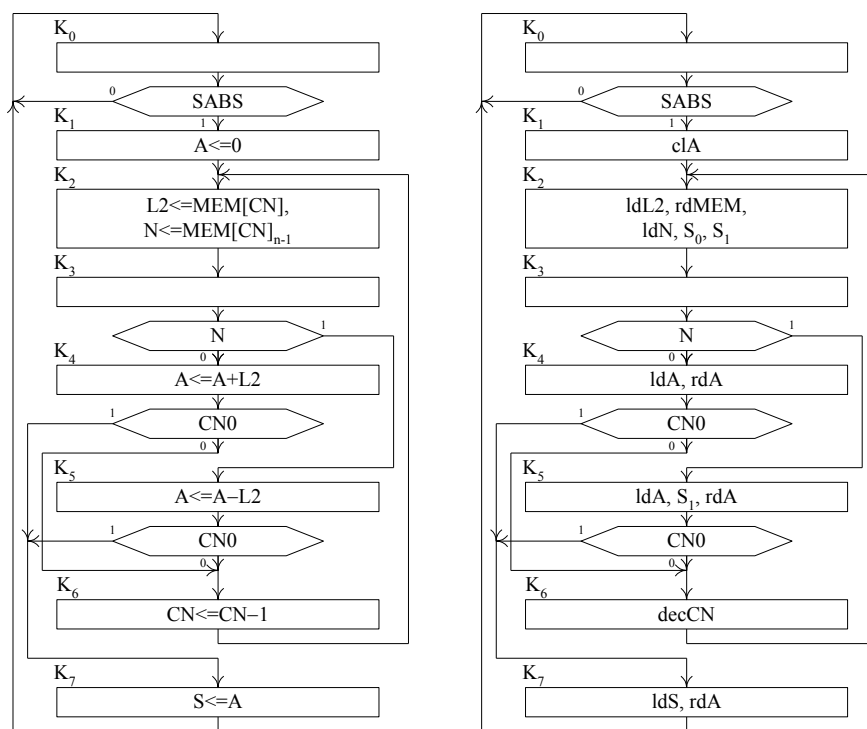 K0
0
SABS
1
K1
A<=0
K2
L2<=MEM[CN],
N<=MEM[CN]n-1
K3
N
1
0
K4
A<=A+L2
1
CN0
0
K5
A<=A–L2
1
CN0
0
K6
CN<=CN–1
K7
S<=A
K0
0
SABS
1
K1
clA
K2
ldL2, rdMEM,
ldN, S0, S1
K3
N
1
0
K4
ldA, rdA
1
CN0
0
K5
ldA, S1, rdA
1
CN0
0
K6
decCN
K7
ldS, rdA